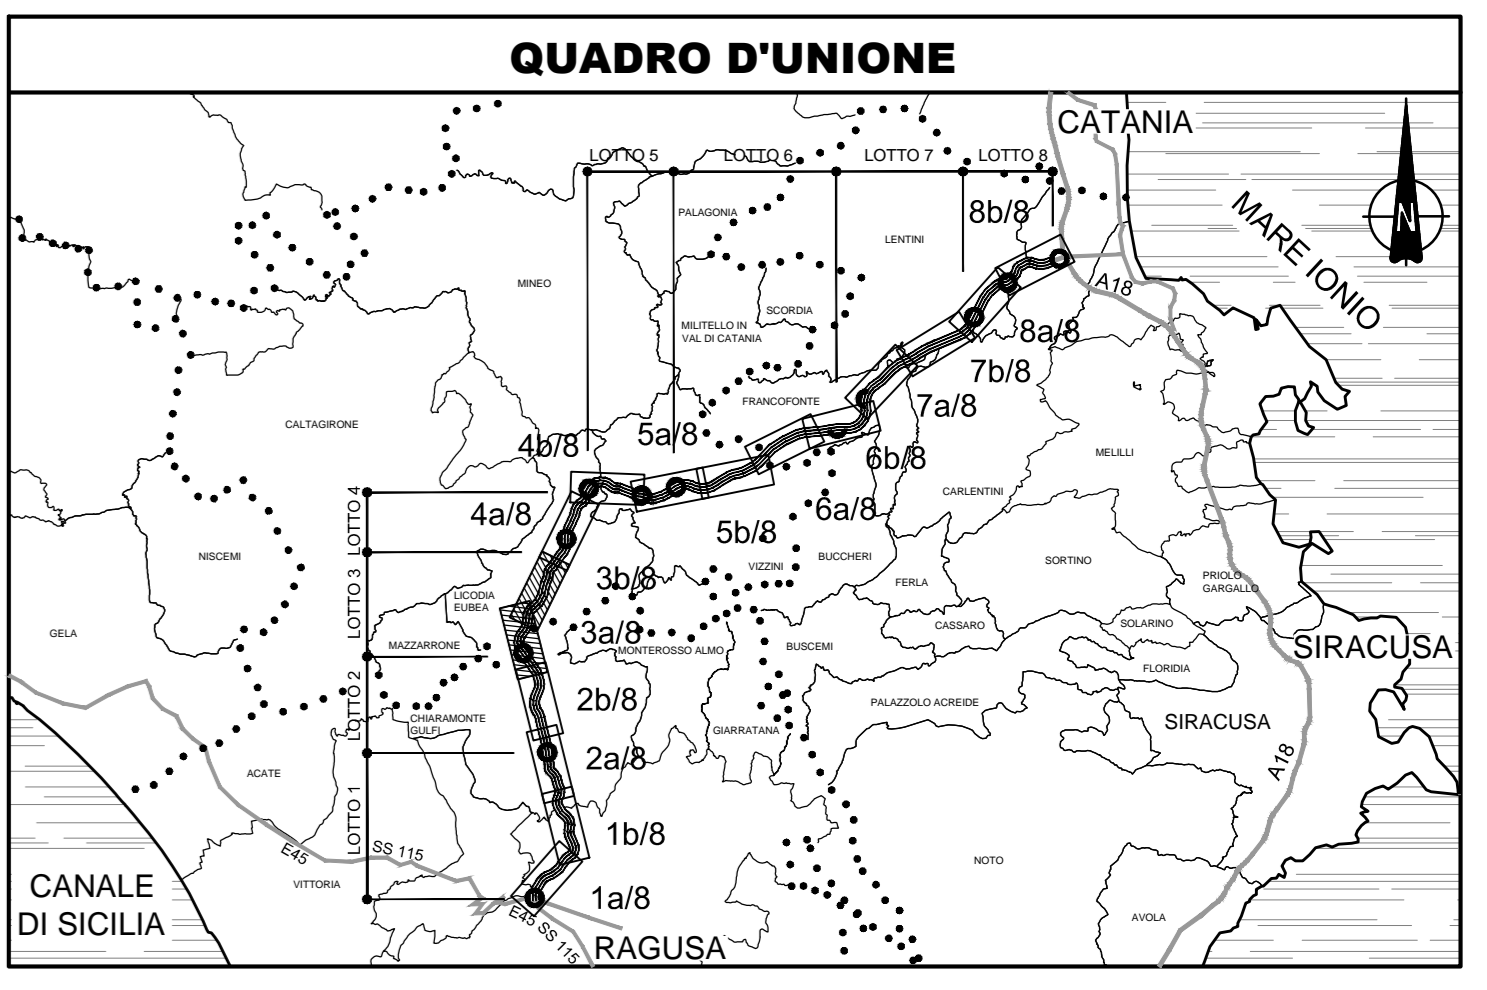 QUADRO D'UNIONE
CATANIA
LOTTO 5
LOTTO 6
LOTTO 7
LOTTO 8
8b/8
PALAGONIA
LENTINI
N
MARE IONIO
MINEO
A18
SCORDIA
MILITELLO IN
VAL DI CATANIA
8a/8
7b/8
FRANCOFONTE
7a/8
CALTAGIRONE
5a/8
4b/8
6b/8
MELILLI
CARLENTINI
LOTTO 4
4a/8
6a/8
5b/8
NISCEMI
BUCCHERI
VIZZINI
SORTINO
FERLA
PRIOLO
GARGALLO
3b/8
LICODIA
EUBEA
LOTTO 3
GELA
3a/8
CASSARO
SOLARINO
MAZZARRONE
MONTEROSSO ALMO
BUSCEMI
SIRACUSA
FLORIDIA
2b/8
LOTTO 2
PALAZZOLO ACREIDE
CHIARAMONTE
GULFI
GIARRATANA
SIRACUSA
2a/8
A18
ACATE
LOTTO 1
1b/8
E45
SS 115
NOTO
VITTORIA
CANALE
DI SICILIA
1a/8
E45 SS 115
AVOLA
RAGUSA